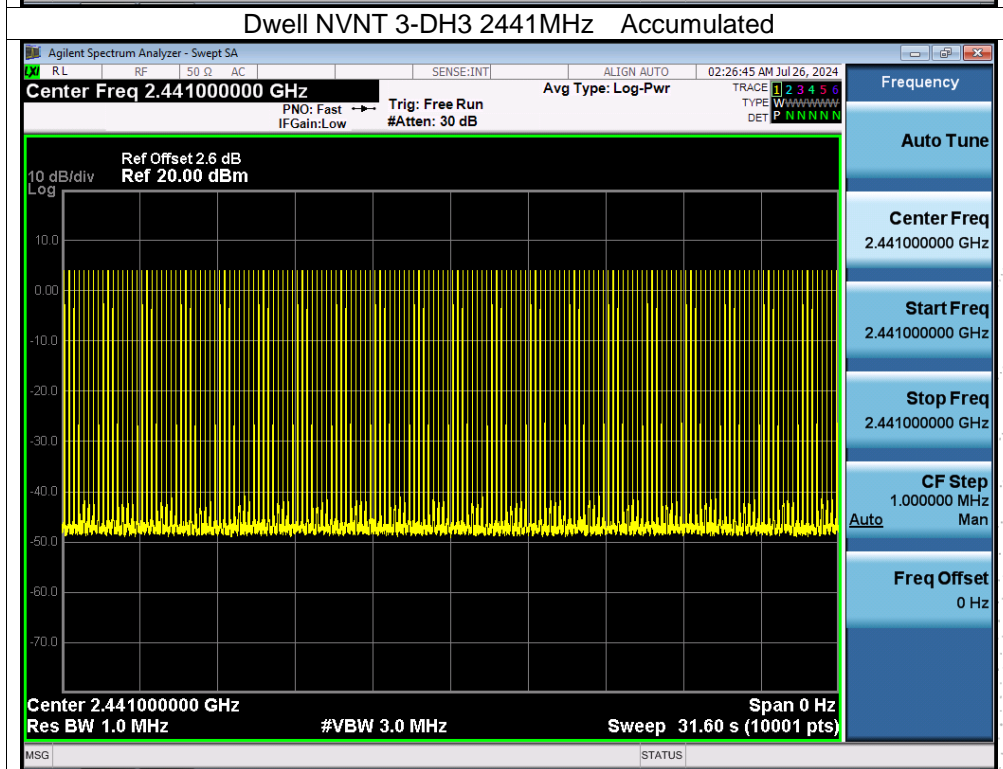 Dwell NVNT 3-DH3 2441MHz Accumulated
Agilent Spectrum Analyzer - Swept SA
LXI RL RF 50 Ω AC SENSE:INT ALIGN AUTO 02:26:45 AM Jul 26, 2024
Center Freq 2.441000000 GHz
PNO: Fast
IFGain:Low
Trig: Free Run
#Atten: 30 dB
Avg Type: Log-Pwr
TRACE 1 2 3 4 5 6
TYPE WWWWWWW
DET P N N N N N
Ref Offset 2.6 dB
10 dB/div Ref 20.00 dBm
Log
10.0
0.00
-10.0
-20.0
-30.0
-40.0
-50.0
-60.0
-70.0
Center 2.441000000 GHz Span 0 Hz
Res BW 1.0 MHz #VBW 3.0 MHz Sweep 31.60 s (10001 pts)
MSG STATUS
Frequency
Auto Tune
Center Freq
2.441000000 GHz
Start Freq
2.441000000 GHz
Stop Freq
2.441000000 GHz
CF Step
1.000000 MHz
Auto Man
Freq Offset
0 Hz